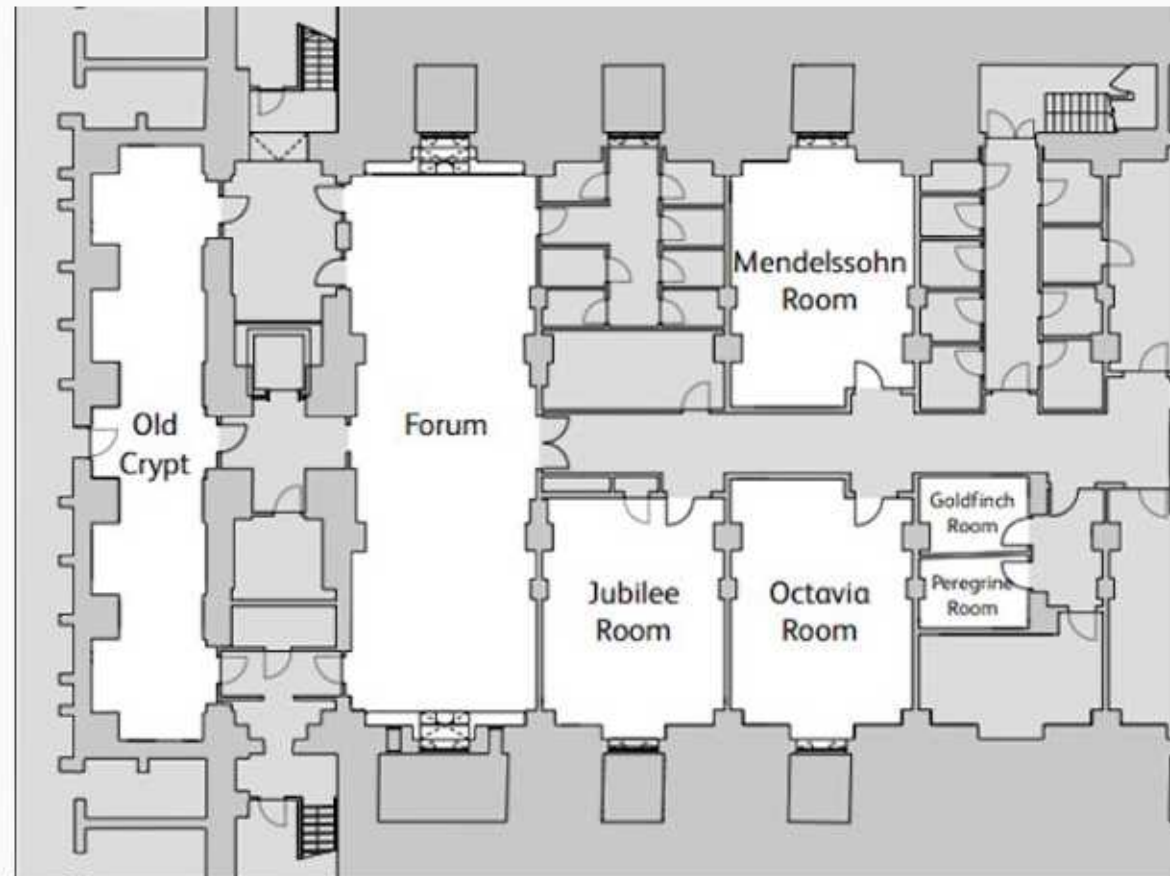 Old
Crypt
Forum
Mendelssohn
Room
Jubilee
Room
Octavia
Room
Goldfinch
Room
Peregrine
Room